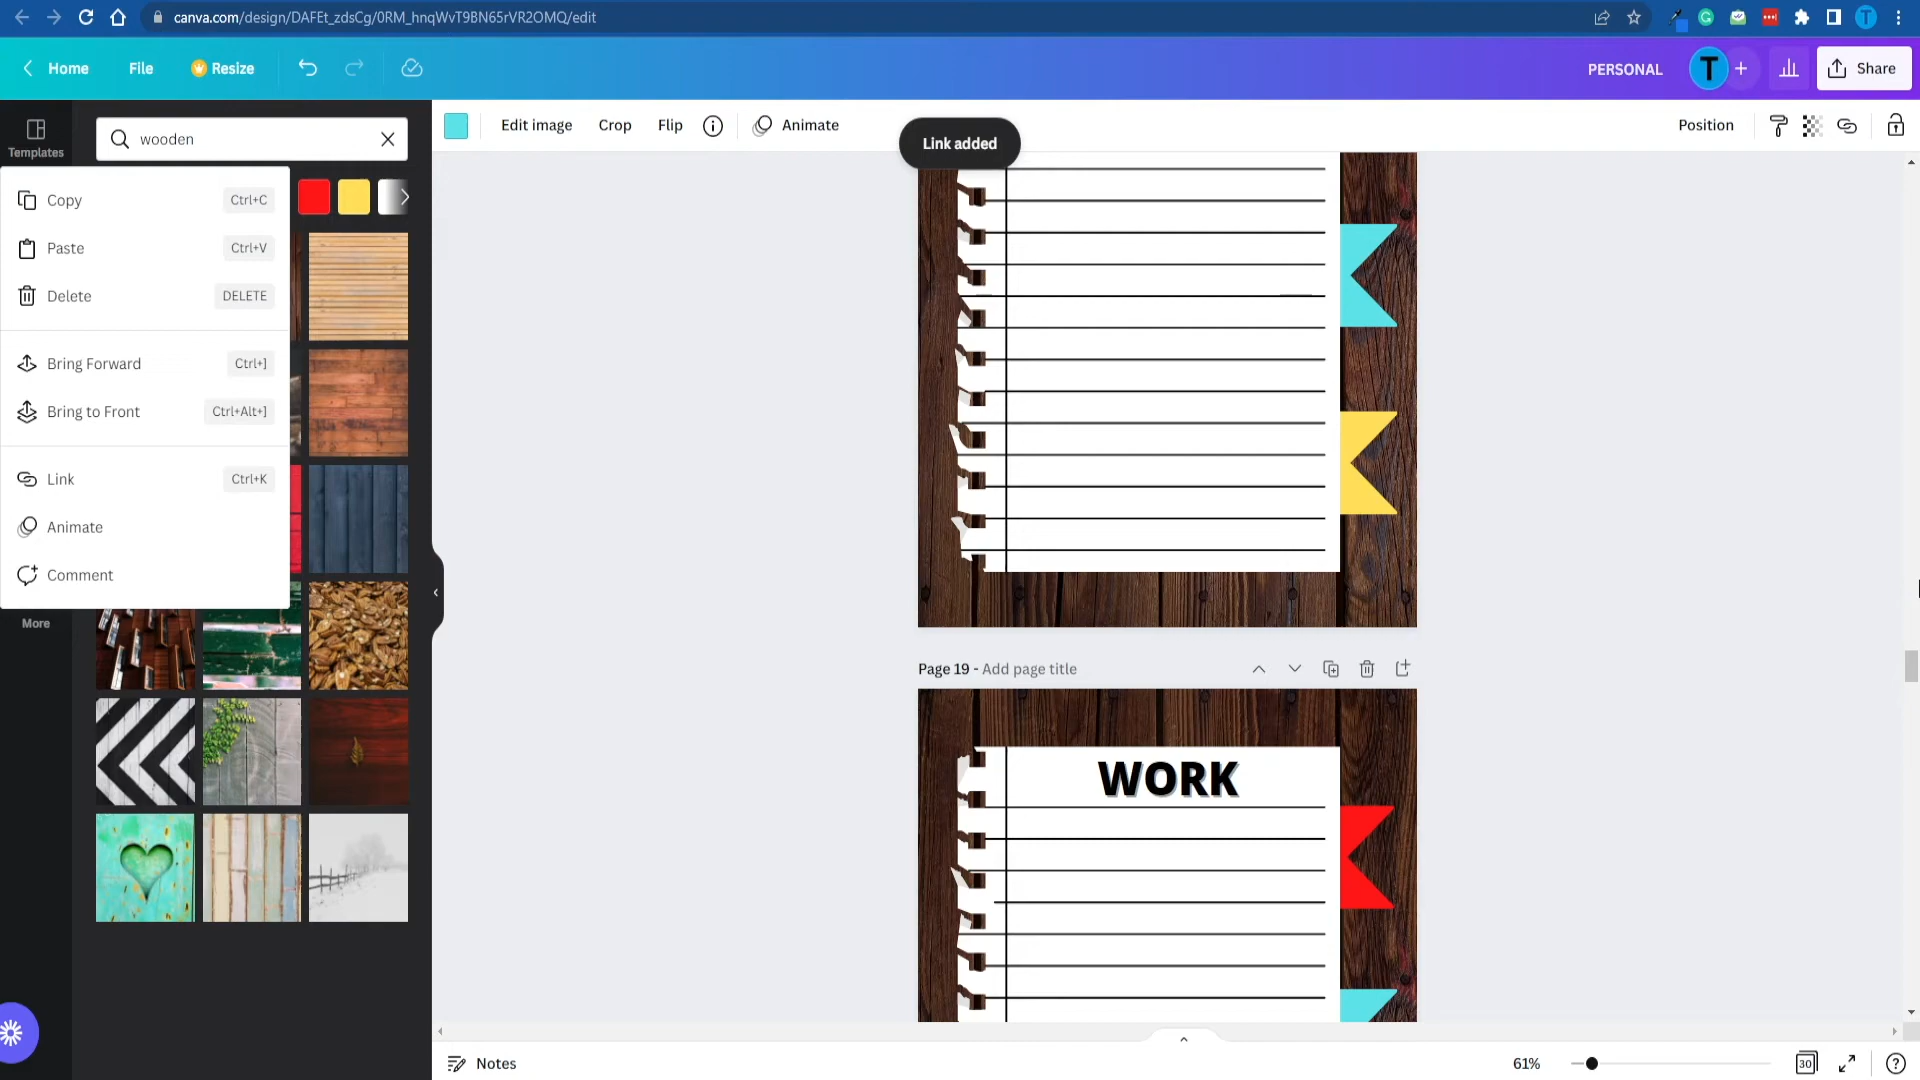 canva.com/design/DAFEt_zdsCg/0RM_hnqWvT9BN65rVR2OMQ/edit
T
Home
File
Resize
PERSONAL
T
+
Share
Templates
wooden
Edit image
Crop
Flip
Animate
Link added
Position
Copy
Ctrl+C
Paste
Ctrl+V
Delete
DELETE
Bring Forward
Ctrl+]
Bring to Front
Ctrl+Alt+]
Link
Ctrl+K
Animate
Comment
More
Page 19 - Add page title
WORK
Notes
61%
30